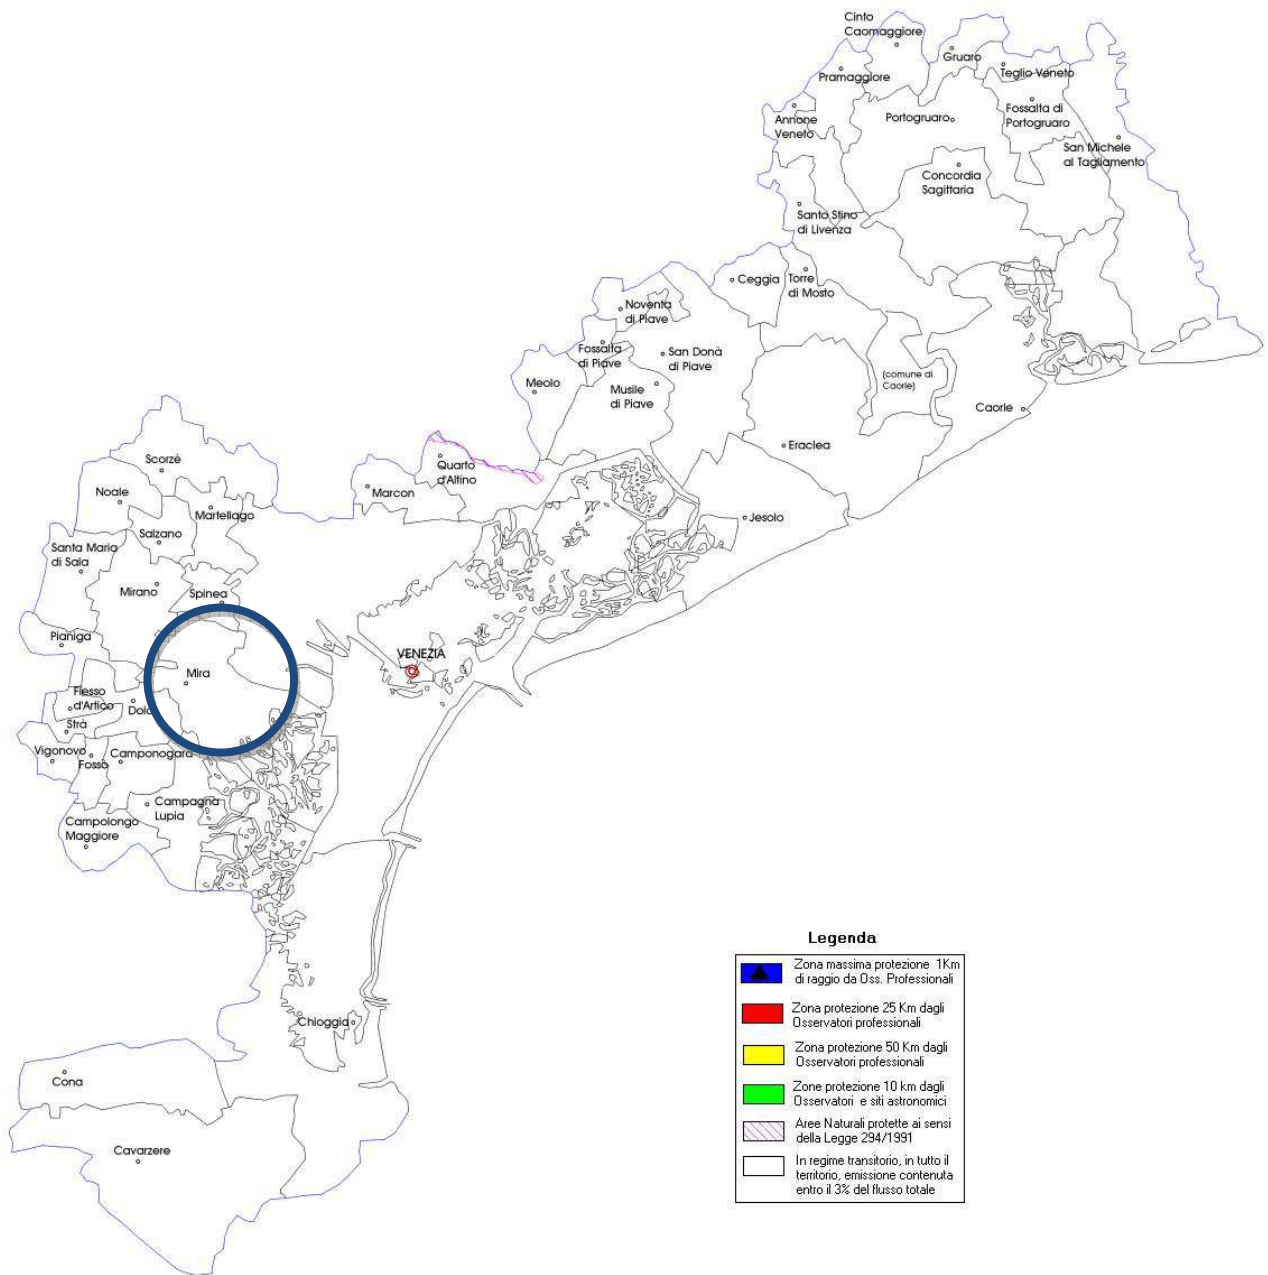 Cinto
Caomaggiore
Gruaro
Teglio Veneto
Pramaggiore
Fossalta di
Portogruaro
Annone
Veneto
Portogruaro
San Michele
al Tagliamento
Concordia
Sagittaria
Santo Stino
di Livenza
Ceggia
Torre
di Mosto
Noventa
di Piave
Fossalta
di Piave
San Donà
di Piave
Meolo
Musile
di Piave
(comune di
Caorle)
Caorle
Eraclea
Scorzè
Quarto
d'Altino
Noale
Marcon
Martellago
Jesolo
Salzano
Santa Maria
di Sala
Mirano
Spinea
Pianiga
VENEZIA
Mira
Fiesso
d'Artico
Dolo
Strà
Vigonovo
Fossò
Camponogara
Campagna
Lupia
Campolongo
Maggiore
Chioggia
Cona
Cavarzere
Legenda
Zona massima protezione 1Km
di raggio da Oss. Professionali
Zona protezione 25 Km dagli
Osservatori professionali
Zona protezione 50 Km dagli
Osservatori professionali
Zone protezione 10 km dagli
Osservatori e siti astronomici
Aree Naturali protette ai sensi
della Legge 294/1991
In regime transitorio, in tutto il
territorio, emissione contenuta
entro il 3% del flusso totale